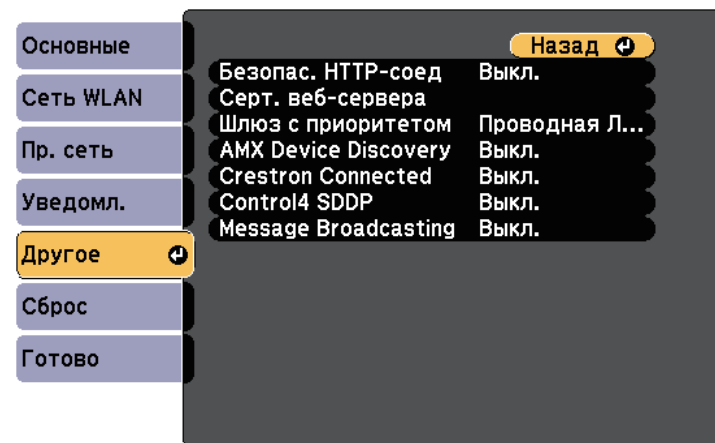 Основные
Сеть WLAN
Пр. сеть
Уведомл.
Другое
Сброс
Готово
Назад
Безопас. HTTP-соед Выкл.
Серт. веб-сервера
Шлюз с приоритетом Проводная Л...
AMX Device Discovery Выкл.
Crestron Connected Выкл.
Control4 SDDP Выкл.
Message Broadcasting Выкл.